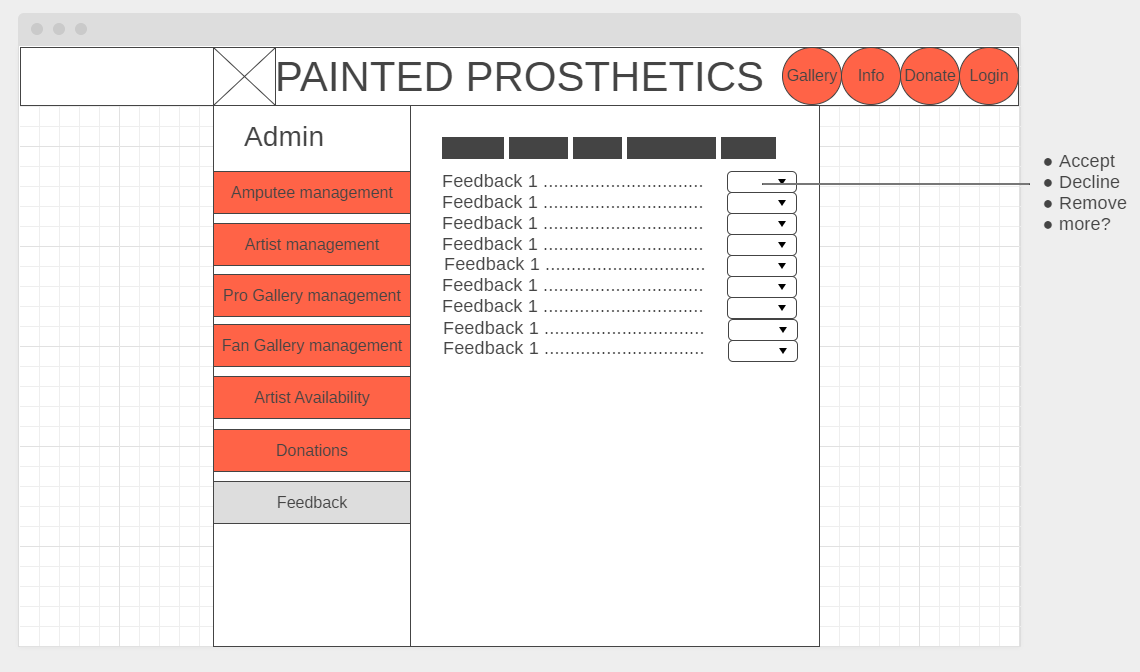 PAINTED PROSTHETICS
Gallery
Info
Donate
Login
Admin
Amputee management
Artist management
Pro Gallery management
Fan Gallery management
Artist Availability
Donations
Feedback
Feedback 1 ...............................
Feedback 1 ...............................
Feedback 1 ...............................
Feedback 1 ...............................
Feedback 1 ...............................
Feedback 1 ...............................
Feedback 1 ...............................
Feedback 1 ...............................
Feedback 1 ...............................
● Accept
● Decline
● Remove
● more?